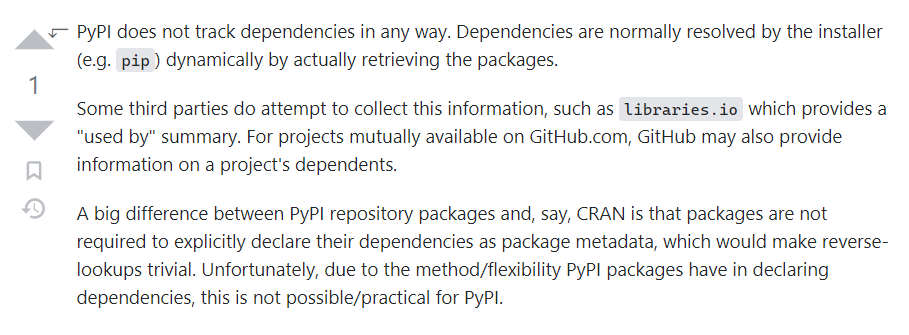 PyPI does not track dependencies in any way. Dependencies are normally resolved by the installer
(e.g. pip) dynamically by actually retrieving the packages.
1
Some third parties do attempt to collect this information, such as libraries.io which provides a
"used by" summary. For projects mutually available on GitHub.com, GitHub may also provide
information on a project's dependents.
A big difference between PyPI repository packages and, say, CRAN is that packages are not
required to explicitly declare their dependencies as package metadata, which would make reverse-
lookups trivial. Unfortunately, due to the method/flexibility PyPI packages have in declaring
dependencies, this is not possible/practical for PyPI.